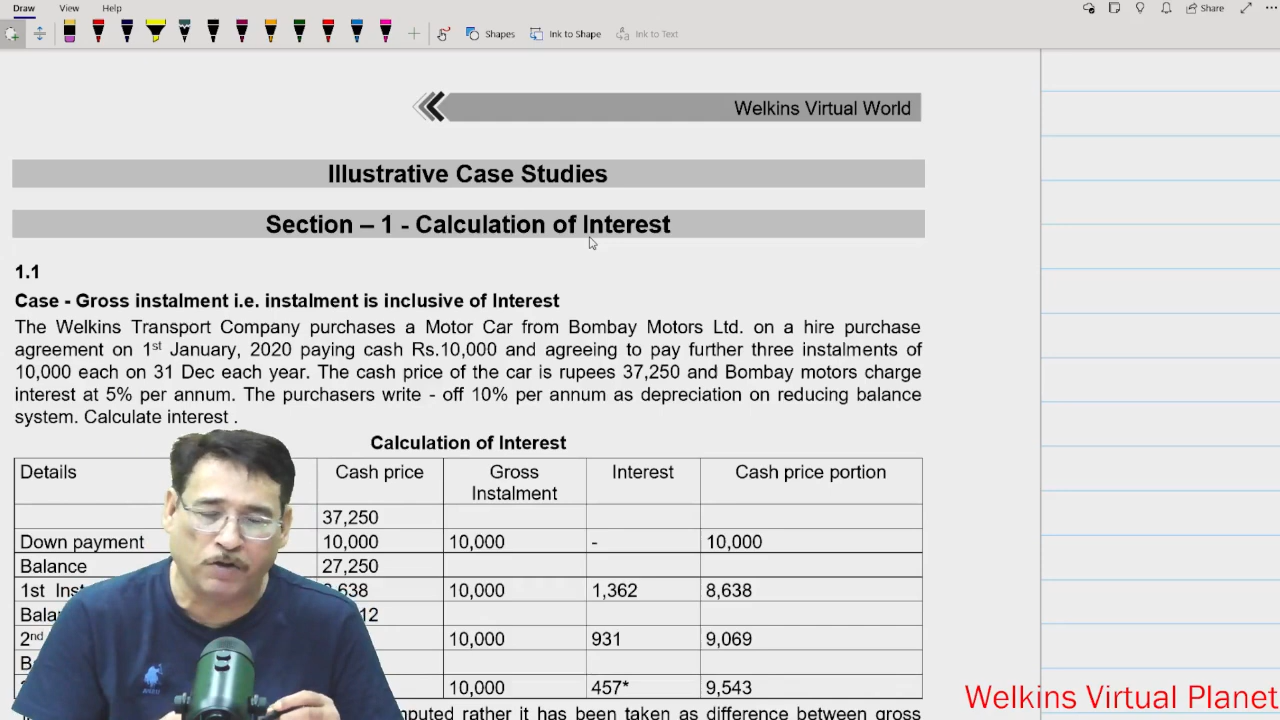 Draw View Help
Share
Shapes Ink to Shape Ink to Text
Welkins Virtual World
Illustrative Case Studies
Section – 1 - Calculation of Interest
1.1
Case - Gross instalment i.e. instalment is inclusive of Interest
The Welkins Transport Company purchases a Motor Car from Bombay Motors Ltd. on a hire purchase
agreement on 1st January, 2020 paying cash Rs.10,000 and agreeing to pay further three instalments of
10,000 each on 31 Dec each year. The cash price of the car is rupees 37,250 and Bombay motors charge
interest at 5% per annum. The purchasers write - off 10% per annum as depreciation on reducing balance
system. Calculate interest .
Calculation of Interest
Details Cash price Gross Instalment Interest Cash price portion
37,250
Down payment 10,000 10,000 - 10,000
Balance 27,250
1st 638 10,000 1,362 8,638
12
2nd 10,000 931 9,069
10,000 457* 9,543
rather it has been taken as difference between gross
Welkins Virtual Planet